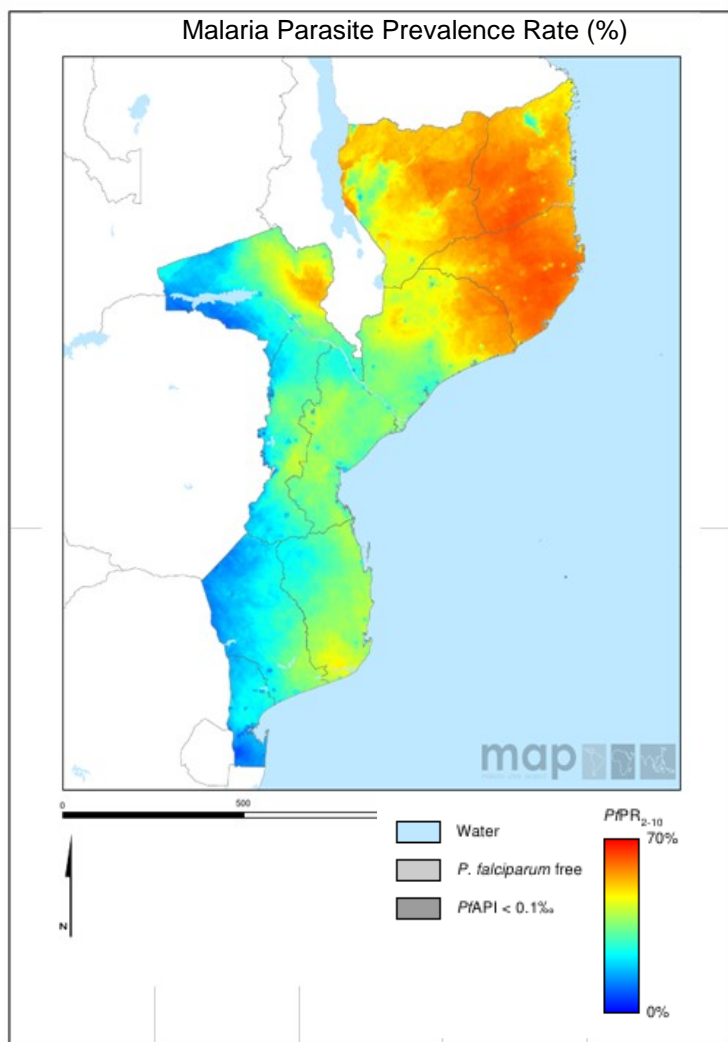 Malaria Parasite Prevalence Rate (%)
map
0 500
N
Water
P. falciparum free
PfAPI < 0.1‰
PfPR2-10
70%
0%